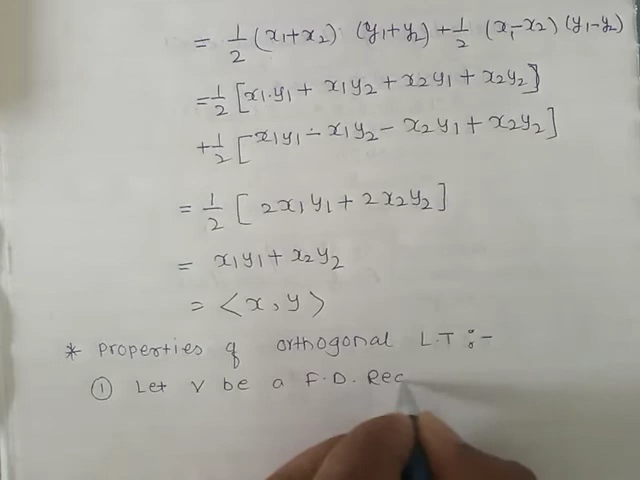 = 1/2 (x1+x2) (y1+y2) + 1/2 (x1-x2) (y1-y2)
= 1/2 [x1.y1 + x1y2 + x2y1 + x2y2]
+ 1/2 [x1y1 - x1y2 - x2y1 + x2y2]
= 1/2 [2x1y1 + 2x2y2]
= x1y1 + x2y2
= <x, y>
* Properties of orthogonal L.T :-
① Let V be a F.D. Rec